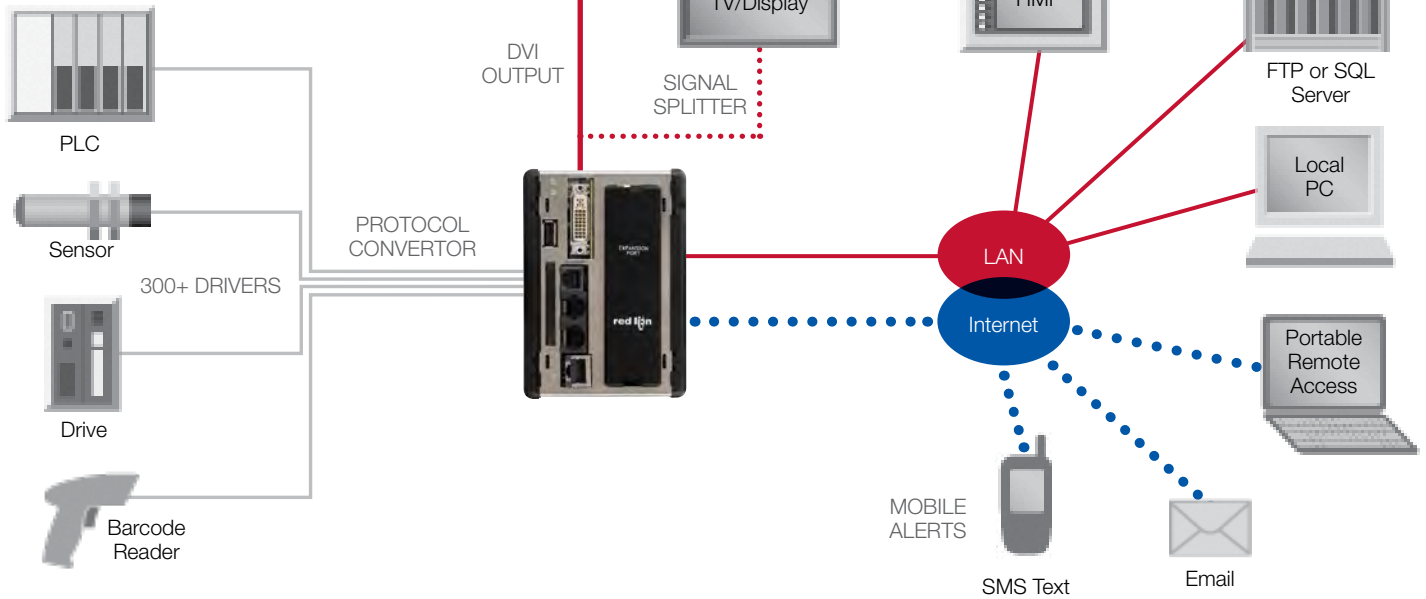 TV/Display
HMI
DVI
OUTPUT
SIGNAL
SPLITTER
FTP or SQL
Server
PLC
Local
PC
Sensor
PROTOCOL
CONVERTOR
EXPANSION
PORT
LAN
300+ DRIVERS
red lion
Internet
Portable
Remote
Access
Drive
MOBILE
ALERTS
Barcode
Reader
SMS Text
Email